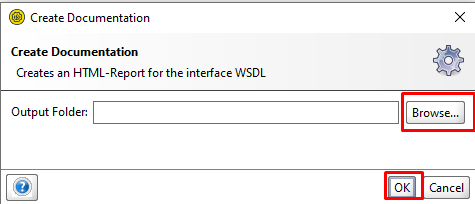 Create Documentation
Create Documentation
Creates an HTML-Report for the interface WSDL
Output Folder:
Browse...
?
OK
Cancel